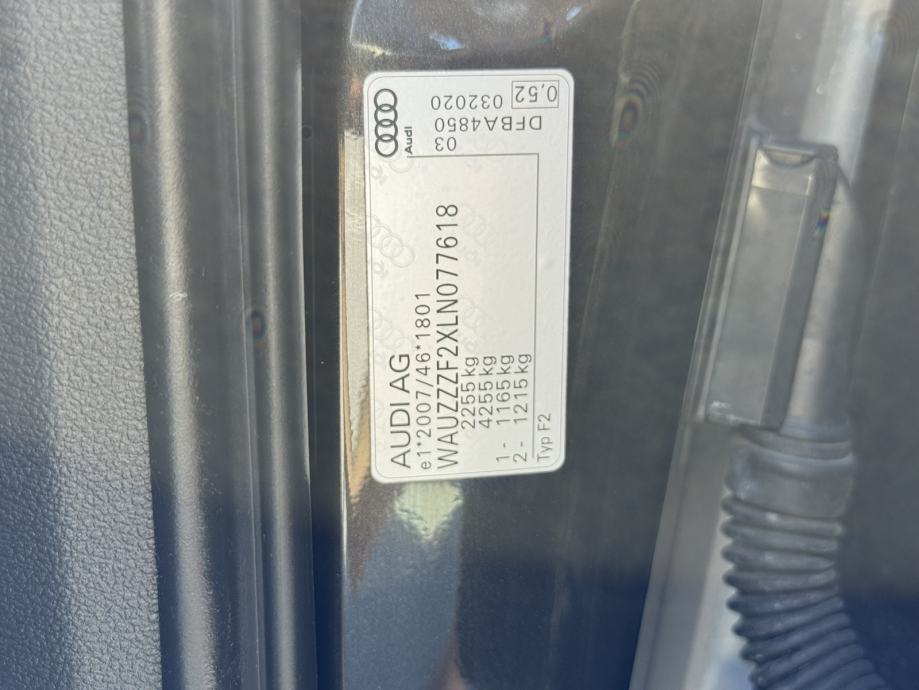 AUDI AG
e1*2007/46*1801
WAUZZZF2XLN077618
2255 kg
4255 kg
1 - 1165 kg
2 - 1215 kg
Typ F2
Audi
03
DFBA4850
032020 0,52